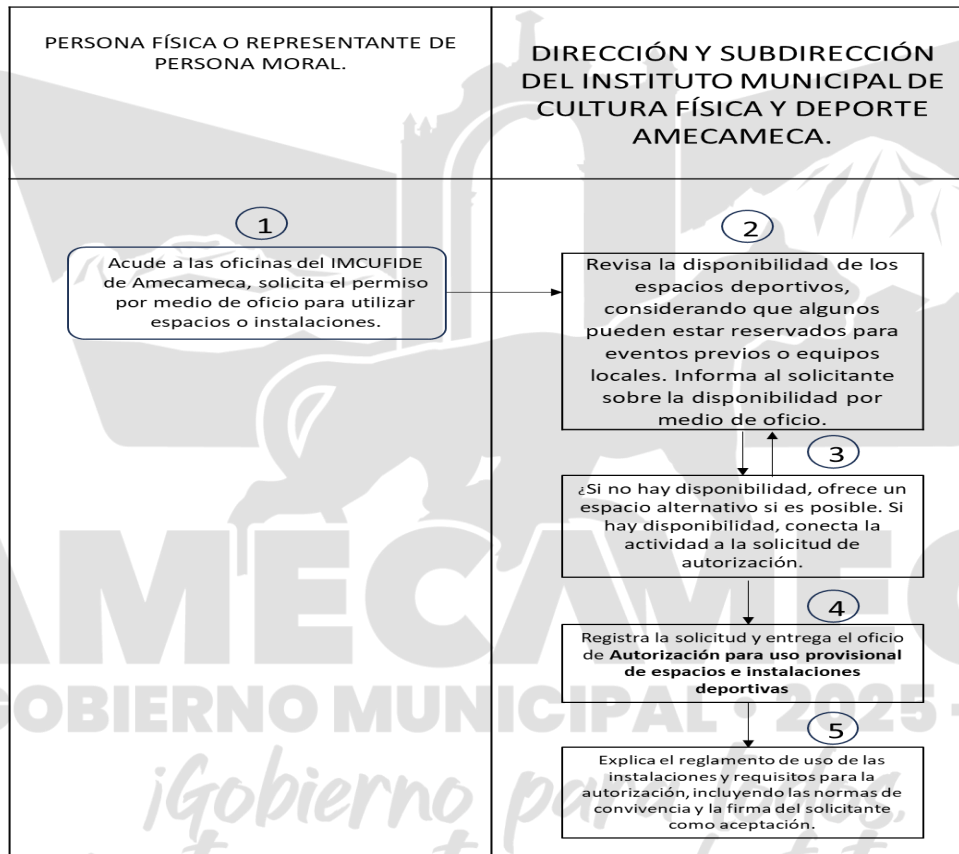 PERSONA FÍSICA O REPRESENTANTE DE
PERSONA MORAL.
DIRECCIÓN Y SUBDIRECCIÓN
DEL INSTITUTO MUNICIPAL DE
CULTURA FÍSICA Y DEPORTE
AMECAMECA.
1
Acude a las oficinas del IMCUFIDE
de Amecameca, solicita el permiso
por medio de oficio para utilizar
espacios o instalaciones.
2
Revisa la disponibilidad de los
espacios deportivos,
considerando que algunos
pueden estar reservados para
eventos previos o equipos
locales. Informa al solicitante
sobre la disponibilidad por
medio de oficio.
3
¿Si no hay disponibilidad, ofrece un
espacio alternativo si es posible. Si
hay disponibilidad, conecta la
actividad a la solicitud de
autorización.
4
Registra la solicitud y entrega el oficio
de Autorización para uso provisional
de espacios e instalaciones
deportivas
5
Explica el reglamento de uso de las
instalaciones y requisitos para la
autorización, incluyendo las normas de
convivencia y la firma del solicitante
como aceptación.
AMECAMEC
GOBIERNO MUNICIPAL • 2025 -
¡Gobierno para todos,